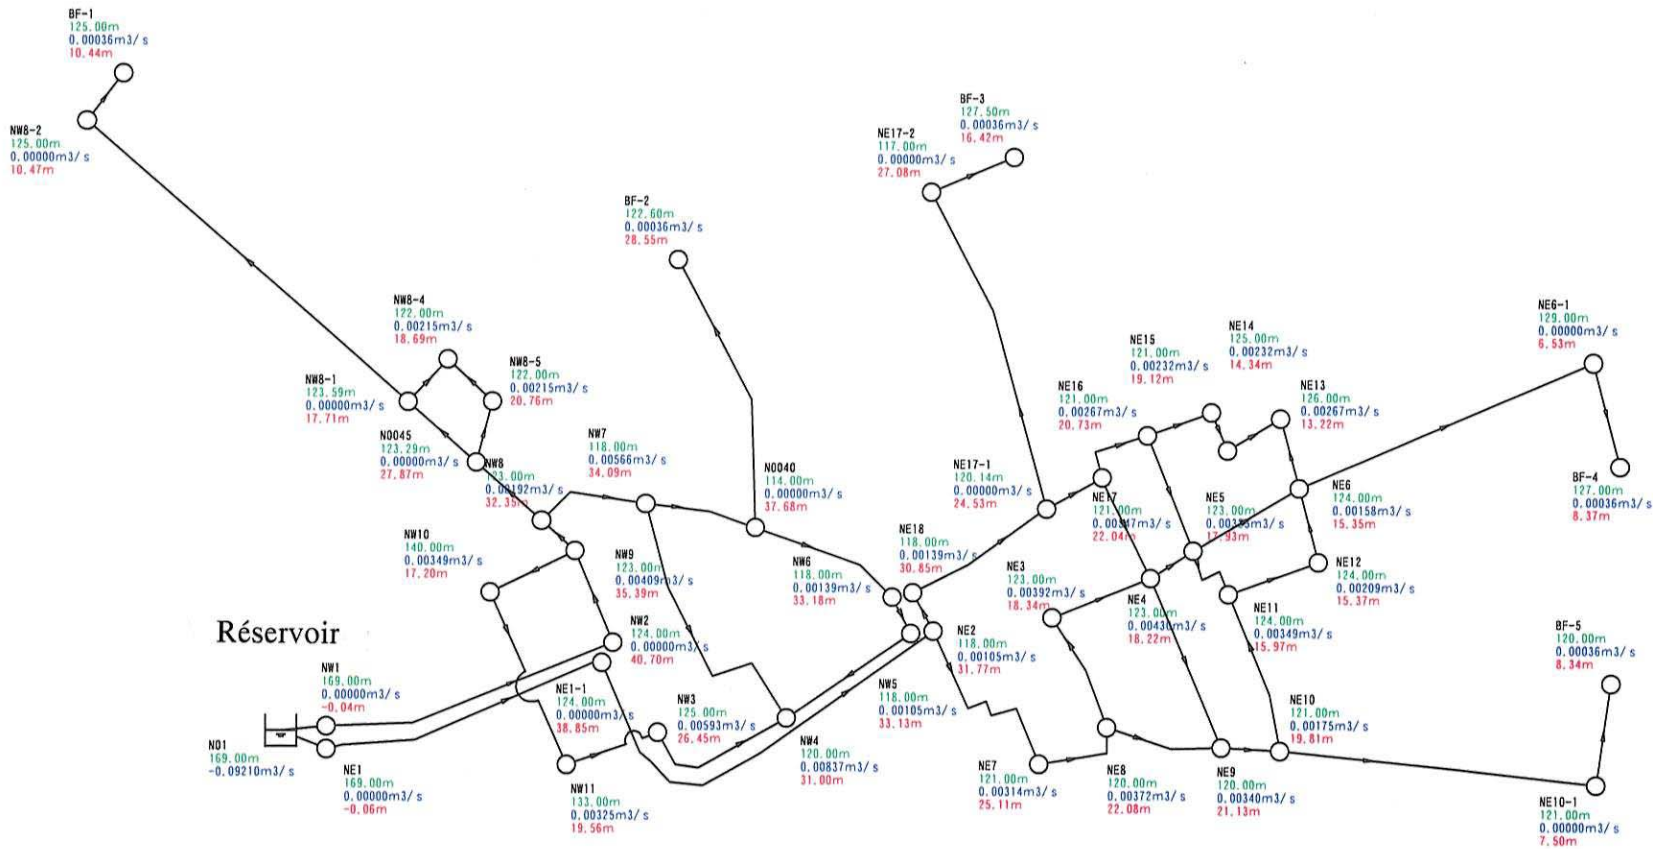 BF-1
125.00m
0.00036m3/s
10.44m
NW8-2
125.00m
0.00000m3/s
10.47m
BF-3
127.50m
0.00036m3/s
16.42m
NE17-2
117.00m
0.00000m3/s
27.08m
BF-2
122.60m
0.00036m3/s
28.55m
NW8-4
122.00m
0.00215m3/s
18.69m
NW8-5
122.00m
0.00215m3/s
20.76m
NW8-1
123.59m
0.00000m3/s
17.71m
N0045
123.29m
0.00000m3/s
27.87m
NW8
123.00m
32.35m
NW7
118.00m
0.00566m3/s
34.09m
N0040
114.00m
0.00000m3/s
37.68m
NE6-1
129.00m
0.00000m3/s
6.53m
NE14
125.00m
0.00232m3/s
14.34m
NE15
121.00m
0.00232m3/s
19.12m
NE16
121.00m
0.00267m3/s
20.73m
NE13
126.00m
0.00267m3/s
13.22m
NE17-1
120.14m
0.00000m3/s
24.53m
NE17
121.00m
22.04m
NE5
123.00m
17.93m
NE6
124.00m
0.00158m3/s
15.35m
BF-4
127.00m
0.00036m3/s
8.37m
NW10
140.00m
0.00349m3/s
17.20m
NW9
123.00m
0.00409m3/s
35.39m
NW6
118.00m
0.00139m3/s
33.18m
NE18
118.00m
0.00139m3/s
30.85m
NE3
123.00m
0.00392m3/s
18.34m
NE4
123.00m
0.00430m3/s
18.22m
NE12
124.00m
0.00209m3/s
15.37m
NE11
124.00m
0.00349m3/s
15.97m
Réservoir
NW2
124.00m
0.00000m3/s
40.70m
NE2
118.00m
0.00105m3/s
31.77m
BF-5
120.00m
0.00036m3/s
8.34m
NW1
169.00m
0.00000m3/s
-0.04m
NE1-1
124.00m
0.00000m3/s
38.85m
NW3
125.00m
0.00593m3/s
26.45m
NW5
118.00m
0.00105m3/s
33.13m
NE10
121.00m
0.00175m3/s
19.81m
N01
169.00m
-0.09210m3/s
NE1
169.00m
0.00000m3/s
-0.06m
NW4
120.00m
0.00837m3/s
31.00m
NE7
121.00m
0.00314m3/s
25.11m
NE8
120.00m
0.00372m3/s
22.08m
NE9
120.00m
0.00340m3/s
21.13m
NW11
133.00m
0.00325m3/s
19.56m
NE10-1
121.00m
0.00000m3/s
7.50m